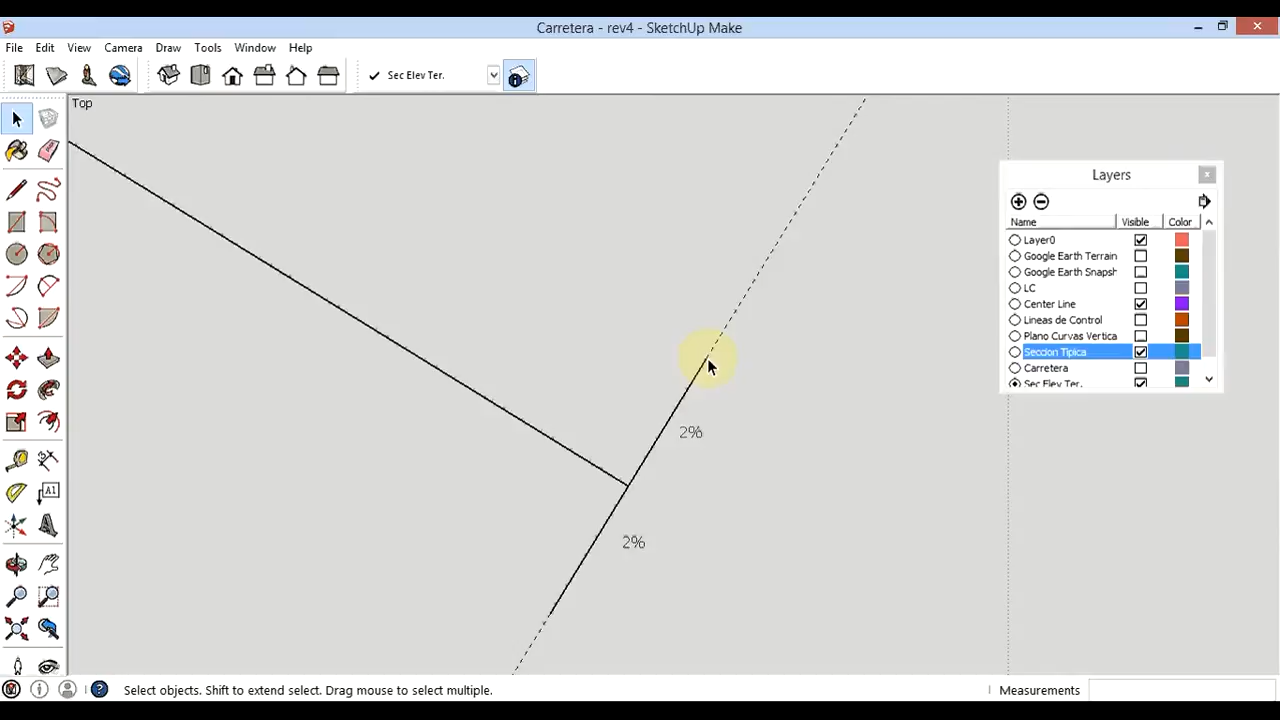 Carretera - rev4 - SketchUp Make
File Edit View Camera Draw Tools Window Help
Sec Elev Ter.
Top
Layers
Name Visible Color
Layer0
Google Earth Terrain
Google Earth Snapsh
LC
Center Line
Lineas de Control
Plano Curvas Vertica
Seccion Tipica
Carretera
Sec Elev Ter.
2%
2%
A1
Select objects. Shift to extend select. Drag mouse to select multiple.
Measurements